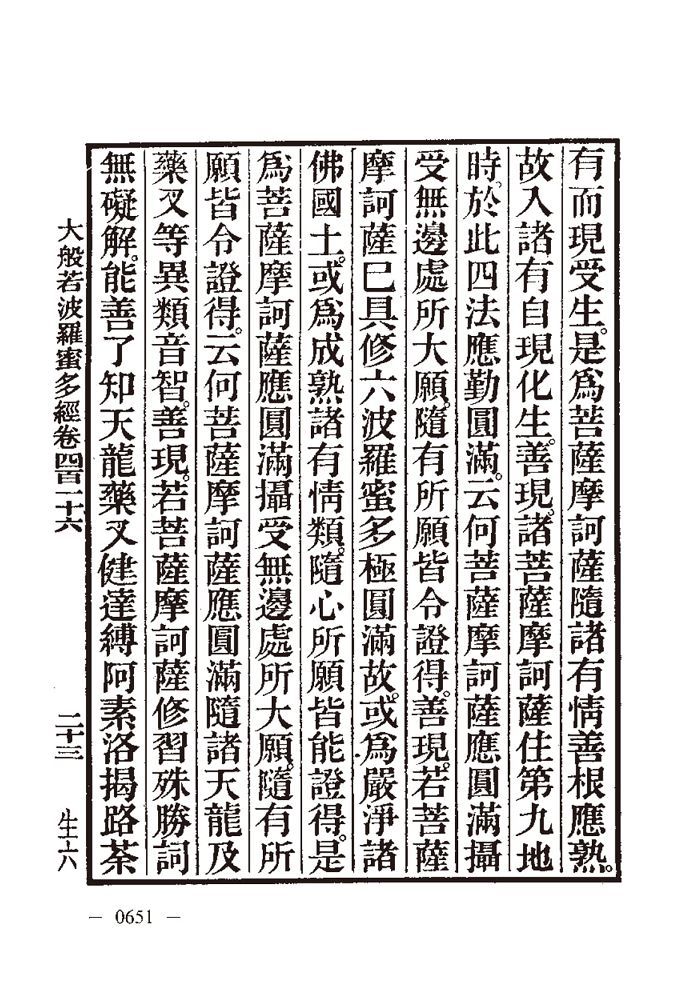 有而現受生。是爲菩薩摩訶薩隨諸有情善根應熟。
故入諸有自現化生。善現。諸菩薩摩訶薩住第九地
時。於此四法應勤圓滿。云何菩薩摩訶薩應圓滿攝
受無邊處所大願。隨有所願皆令證得。善現。若菩薩
摩訶薩已具修六波羅蜜多極圓滿故。或爲嚴淨諸
佛國土。或爲成熟諸有情類。隨心所願皆能證得。是
爲菩薩摩訶薩應圓滿攝受無邊處所大願。隨有所
願皆令證得。云何菩薩摩訶薩應圓滿隨諸天龍及
藥叉等異類音智。善現。若菩薩摩訶薩修習殊勝詞
無礙解。能善了知天龍藥叉健達縛阿素洛揭路荼
大般若波羅蜜多經卷四百一十六 二十三 生六
— 0651 —